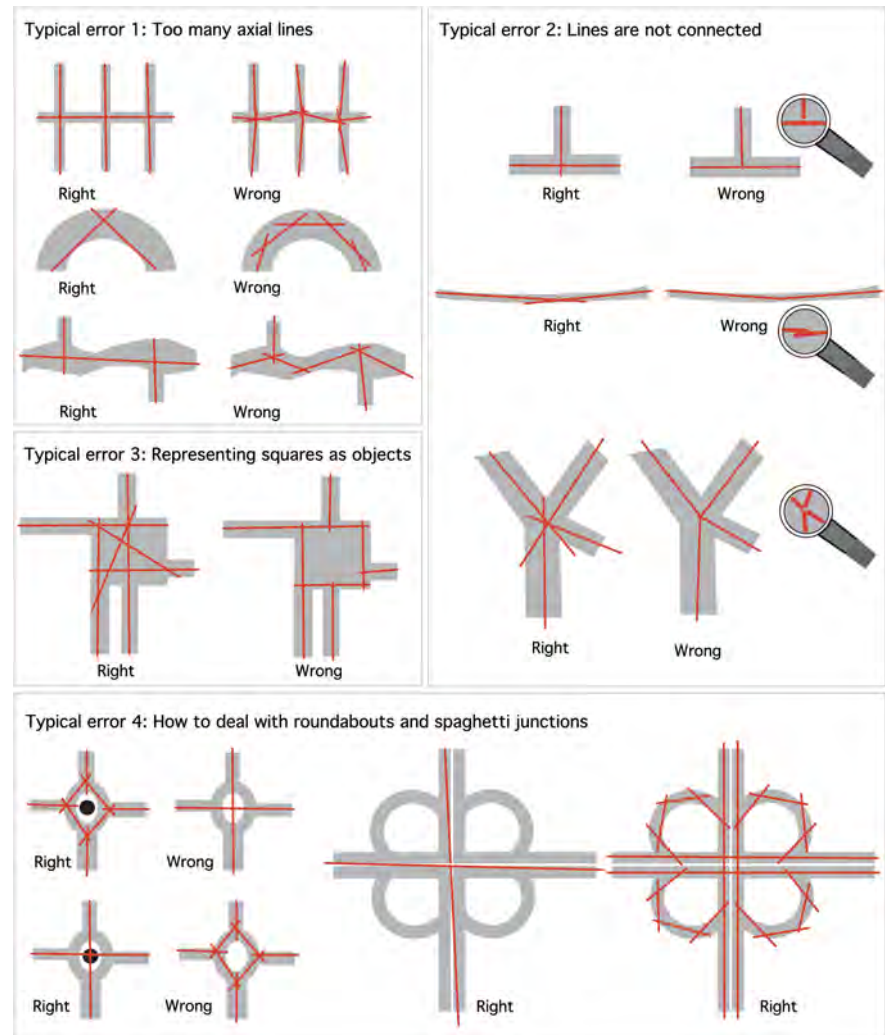 Typical error 1: Too many axial lines
Right
Wrong
Right
Wrong
Right
Wrong
Typical error 2: Lines are not connected
Right
Wrong
Right
Wrong
Right
Wrong
Typical error 3: Representing squares as objects
Right
Wrong
Typical error 4: How to deal with roundabouts and spaghetti junctions
Right
Wrong
Right
Wrong
Right
Right